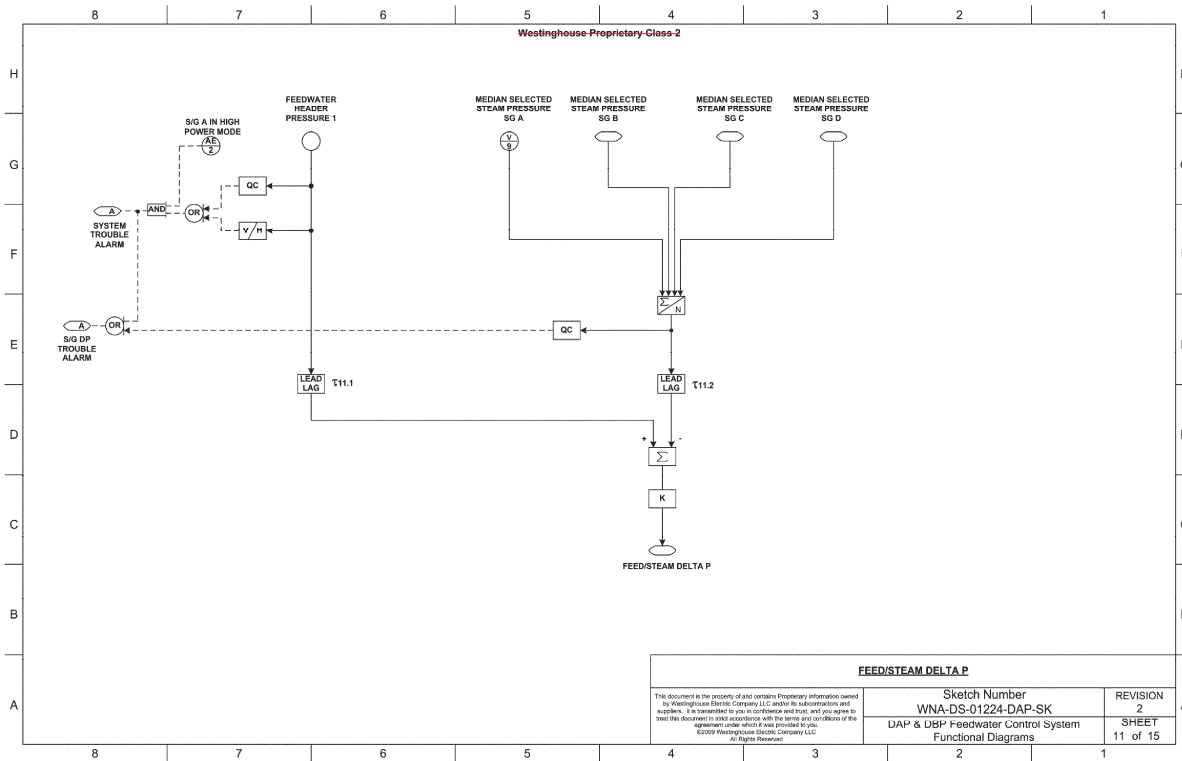 8 7 6 5 4 3 2 1
Westinghouse Proprietary Class 2
H
G
F
E
D
C
B
A
FEEDWATER
HEADER
PRESSURE 1
MEDIAN SELECTED
STEAM PRESSURE
SG A
MEDIAN SELECTED
STEAM PRESSURE
SG B
MEDIAN SELECTED
STEAM PRESSURE
SG C
MEDIAN SELECTED
STEAM PRESSURE
SG D
S/G A IN HIGH
POWER MODE
AE
2
V
9
QC
A
AND
OR
SYSTEM
TROUBLE
ALARM
V/H
Σ
N
A
OR
QC
S/G DP
TROUBLE
ALARM
LEAD
LAG
τ11.1
LEAD
LAG
τ11.2
+ -
Σ
K
FEED/STEAM DELTA P
FEED/STEAM DELTA P
This document is the property of and contains Proprietary Information owned
by Westinghouse Electric Company LLC and/or its subcontractors and
suppliers. It is transmitted to you in confidence and trust, and you agree to
treat this document in strict accordance with the terms and conditions of the
agreement under which it was provided to you.
©2009 Westinghouse Electric Company LLC
All Rights Reserved
Sketch Number
WNA-DS-01224-DAP-SK
REVISION
2
DAP & DBP Feedwater Control System
Functional Diagrams
SHEET
11 of 15
8 7 6 5 4 3 2 1